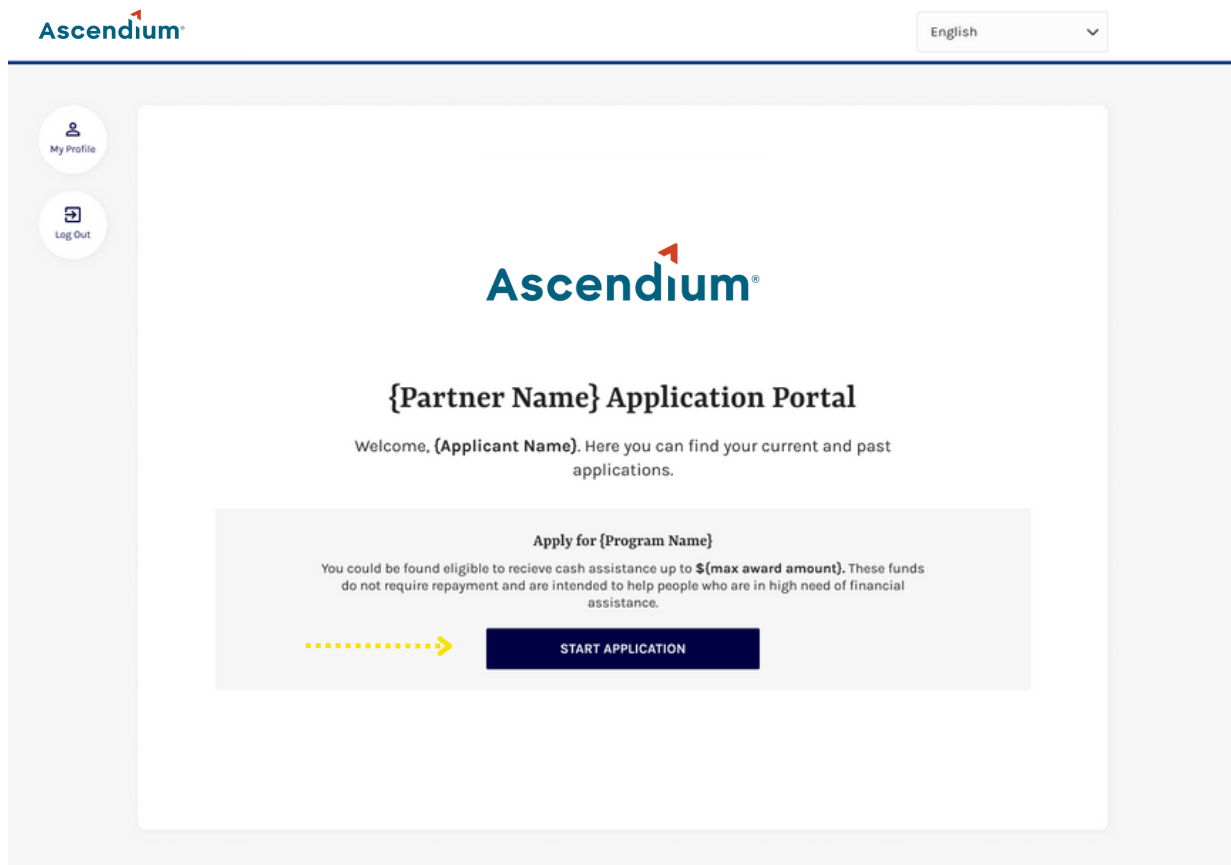 Ascendium®
English
My Profile
Log Out
Ascendium®
{Partner Name} Application Portal
Welcome, {Applicant Name}. Here you can find your current and past
applications.
Apply for {Program Name}
You could be found eligible to recieve cash assistance up to ${max award amount}. These funds
do not require repayment and are intended to help people who are in high need of financial
assistance.
START APPLICATION